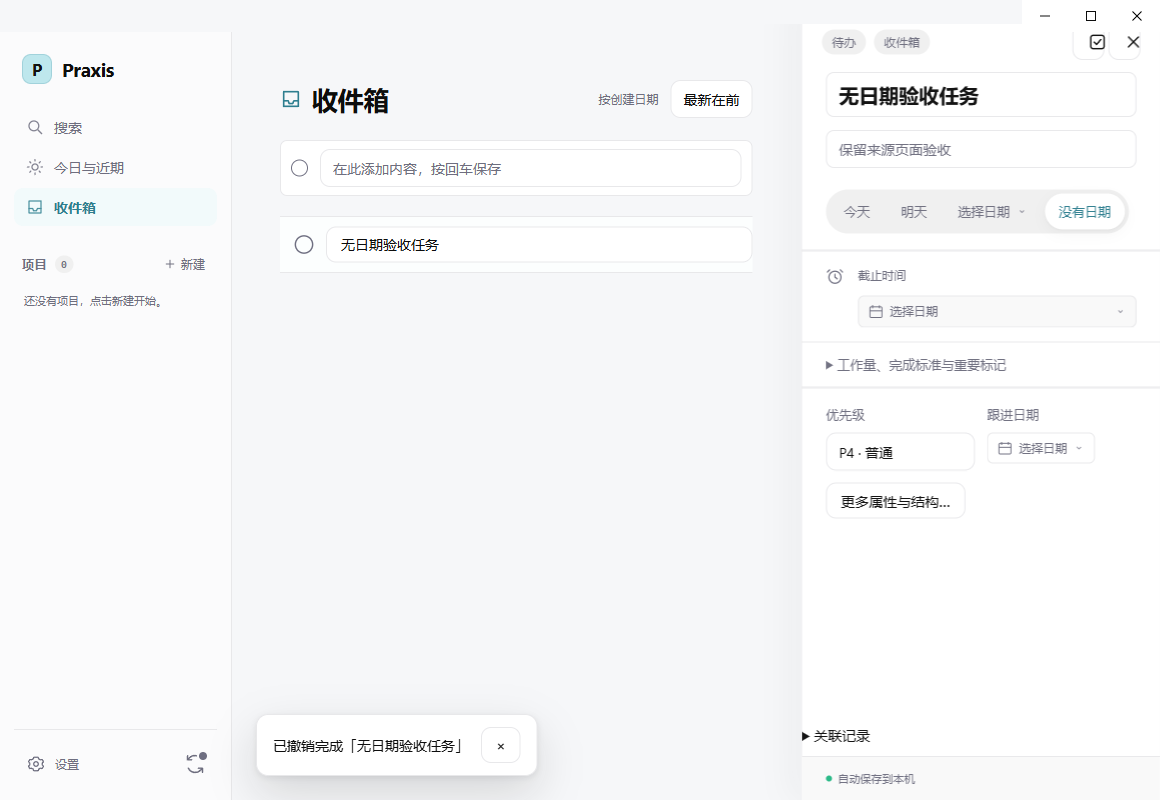 P Praxis
搜索
今日与近期
收件箱
项目 0 + 新建
还没有项目，点击新建开始。
设置
收件箱
按创建日期 最新在前
在此添加内容，按回车保存
无日期验收任务
已撤销完成「无日期验收任务」 ×
待办 收件箱
无日期验收任务
保留来源页面验收
今天 明天 选择日期 没有日期
截止时间
选择日期
▶ 工作量、完成标准与重要标记
优先级 跟进日期
P4 · 普通 选择日期
更多属性与结构...
▶ 关联记录
自动保存到本机